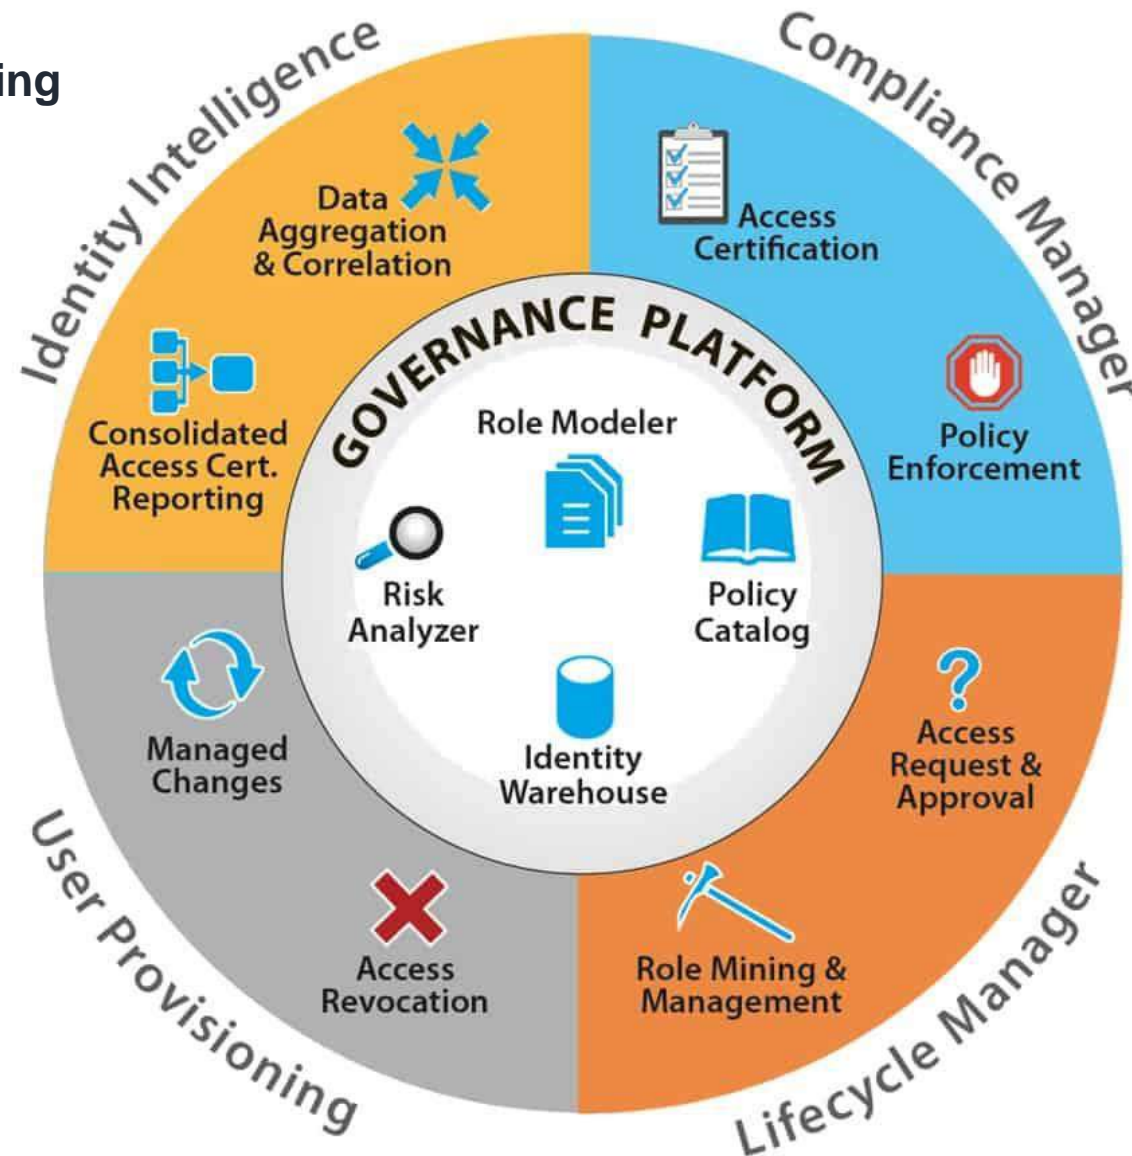 ing
Identity Intelligence
Compliance Manager
Data
Aggregation
& Correlation
Access
Certification
Consolidated
Access Cert.
Reporting
Policy
Enforcement
GOVERNANCE PLATFORM
Role Modeler
Risk
Analyzer
Policy
Catalog
Identity
Warehouse
Managed
Changes
Access
Request &
Approval
Access
Revocation
Role Mining &
Management
User Provisioning
Lifecycle Manager